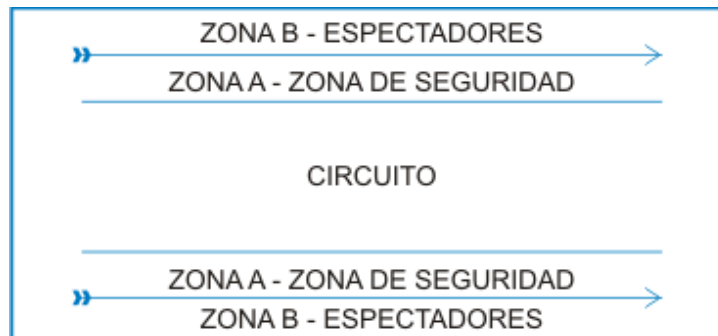 ZONA B - ESPECTADORES
ZONA A - ZONA DE SEGURIDAD
CIRCUITO
ZONA A - ZONA DE SEGURIDAD
ZONA B - ESPECTADORES